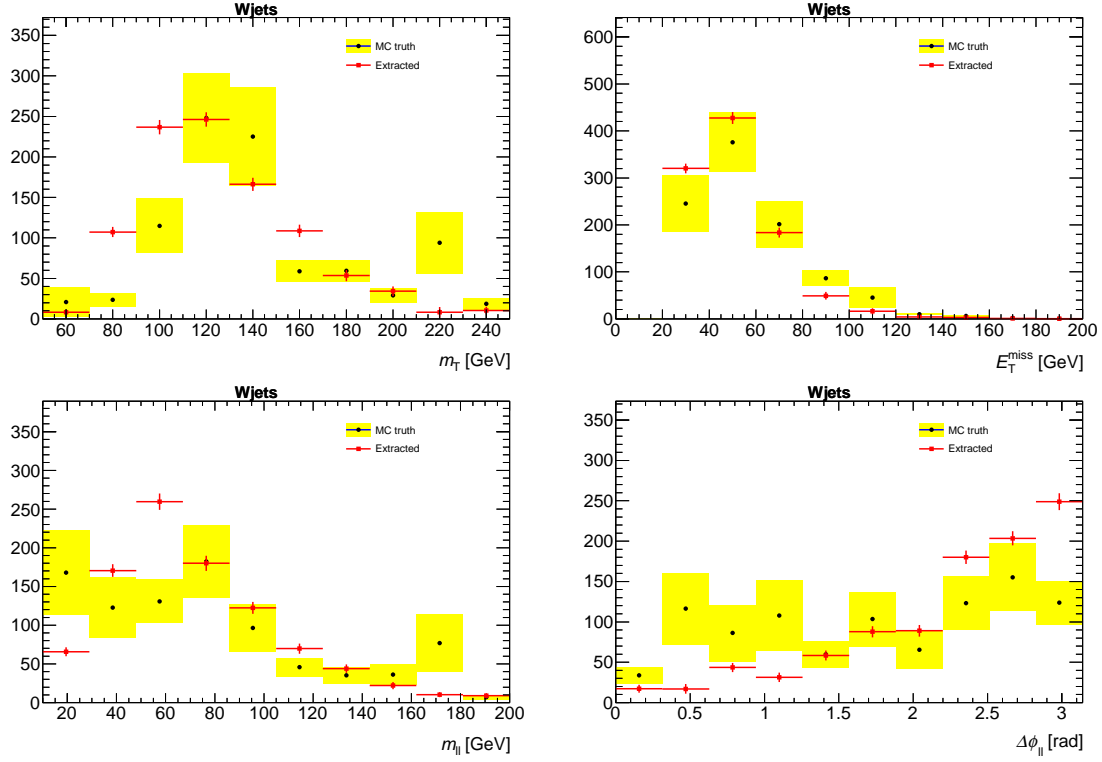 Wjets
350
300
250
200
150
100
50
0
MC truth
Extracted
60 80 100 120 140 160 180 200 220 240
m_T [GeV]
Wjets
600
500
400
300
200
100
0
MC truth
Extracted
0 20 40 60 80 100 120 140 160 180 200
E_T^miss [GeV]
Wjets
350
300
250
200
150
100
50
0
MC truth
Extracted
20 40 60 80 100 120 140 160 180 200
m_ll [GeV]
Wjets
350
300
250
200
150
100
50
0
MC truth
Extracted
0 0.5 1 1.5 2 2.5 3
Δϕ_ll [rad]